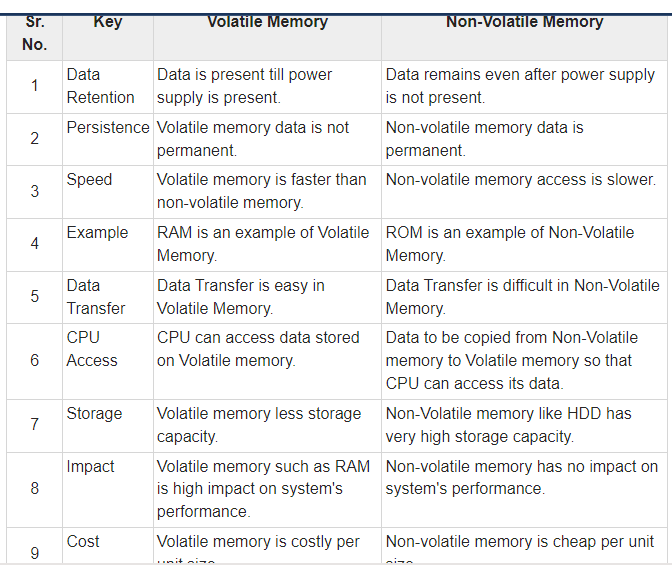 Sr. No. Key Volatile Memory Non-Volatile Memory
1 Data Retention
Data is present till power
supply is present.
Data remains even after power supply
is not present.
2 Persistence
Volatile memory data is not
permanent.
Non-volatile memory data is
permanent.
3 Speed
Volatile memory is faster than
non-volatile memory.
Non-volatile memory access is slower.
4 Example
RAM is an example of Volatile
Memory.
ROM is an example of Non-Volatile
Memory.
5 Data Transfer
Data Transfer is easy in
Volatile Memory.
Data Transfer is difficult in Non-Volatile
Memory.
6 CPU Access
CPU can access data stored
on Volatile memory.
Data to be copied from Non-Volatile
memory to Volatile memory so that
CPU can access its data.
7 Storage
Volatile memory less storage
capacity.
Non-Volatile memory like HDD has
very high storage capacity.
8 Impact
Volatile memory such as RAM
is high impact on system's
performance.
Non-volatile memory has no impact on
system's performance.
9 Cost
Volatile memory is costly per
Non-volatile memory is cheap per unit